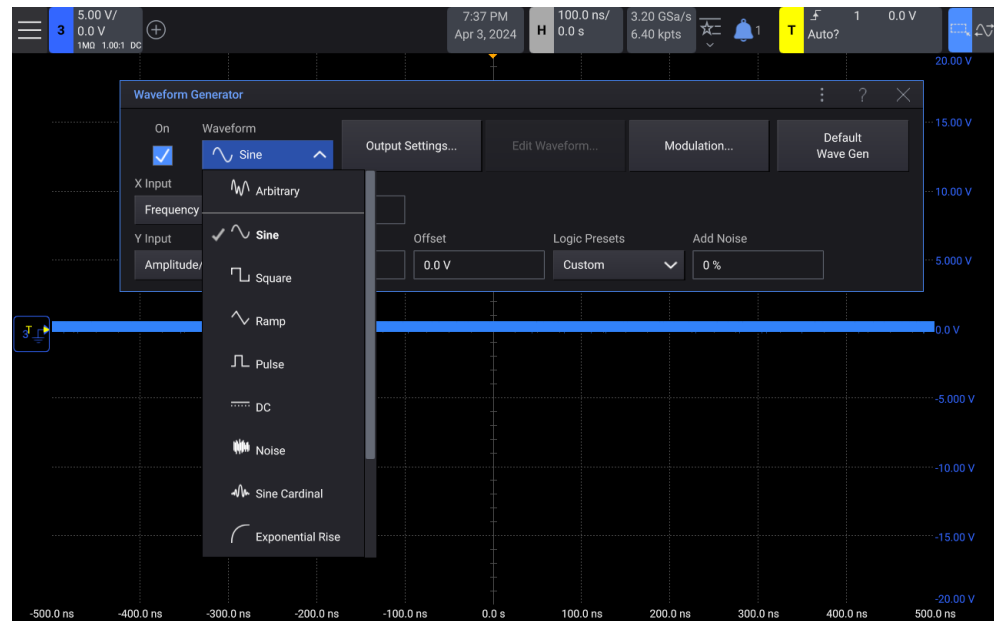 3
5.00 V/
0.0 V
1MΩ 1.00:1 DC
7:37 PM
Apr 3, 2024
H
100.0 ns/
0.0 s
3.20 GSa/s
6.40 kpts
1
T
1 0.0 V
Auto?
20.00 V
Waveform Generator
?
15.00 V
On
Waveform
Sine
Output Settings...
Edit Waveform...
Modulation...
Default
Wave Gen
X Input
Arbitrary
10.00 V
Frequency
Y Input
Sine
Offset
Logic Presets
Add Noise
Amplitude/
0.0 V
Custom
0 %
5.000 V
Square
Ramp
3
T
0.0 V
Pulse
DC
-5.000 V
Noise
-10.00 V
Sine Cardinal
Exponential Rise
-15.00 V
-20.00 V
-500.0 ns
-400.0 ns
-300.0 ns
-200.0 ns
-100.0 ns
0.0 s
100.0 ns
200.0 ns
300.0 ns
400.0 ns
500.0 ns